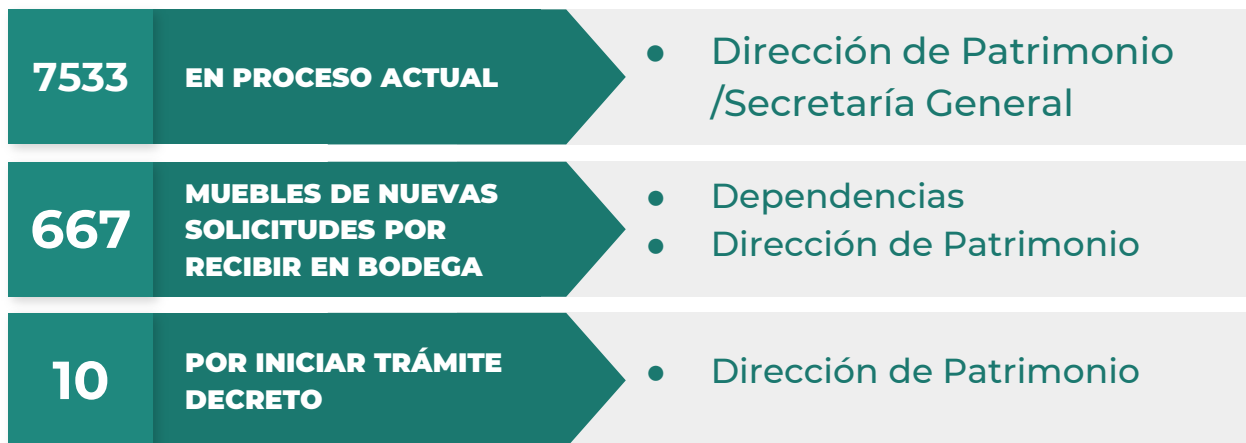 7533
EN PROCESO ACTUAL
● Dirección de Patrimonio
/Secretaría General
667
MUEBLES DE NUEVAS
SOLICITUDES POR
RECIBIR EN BODEGA
● Dependencias
● Dirección de Patrimonio
10
POR INICIAR TRÁMITE
DECRETO
● Dirección de Patrimonio